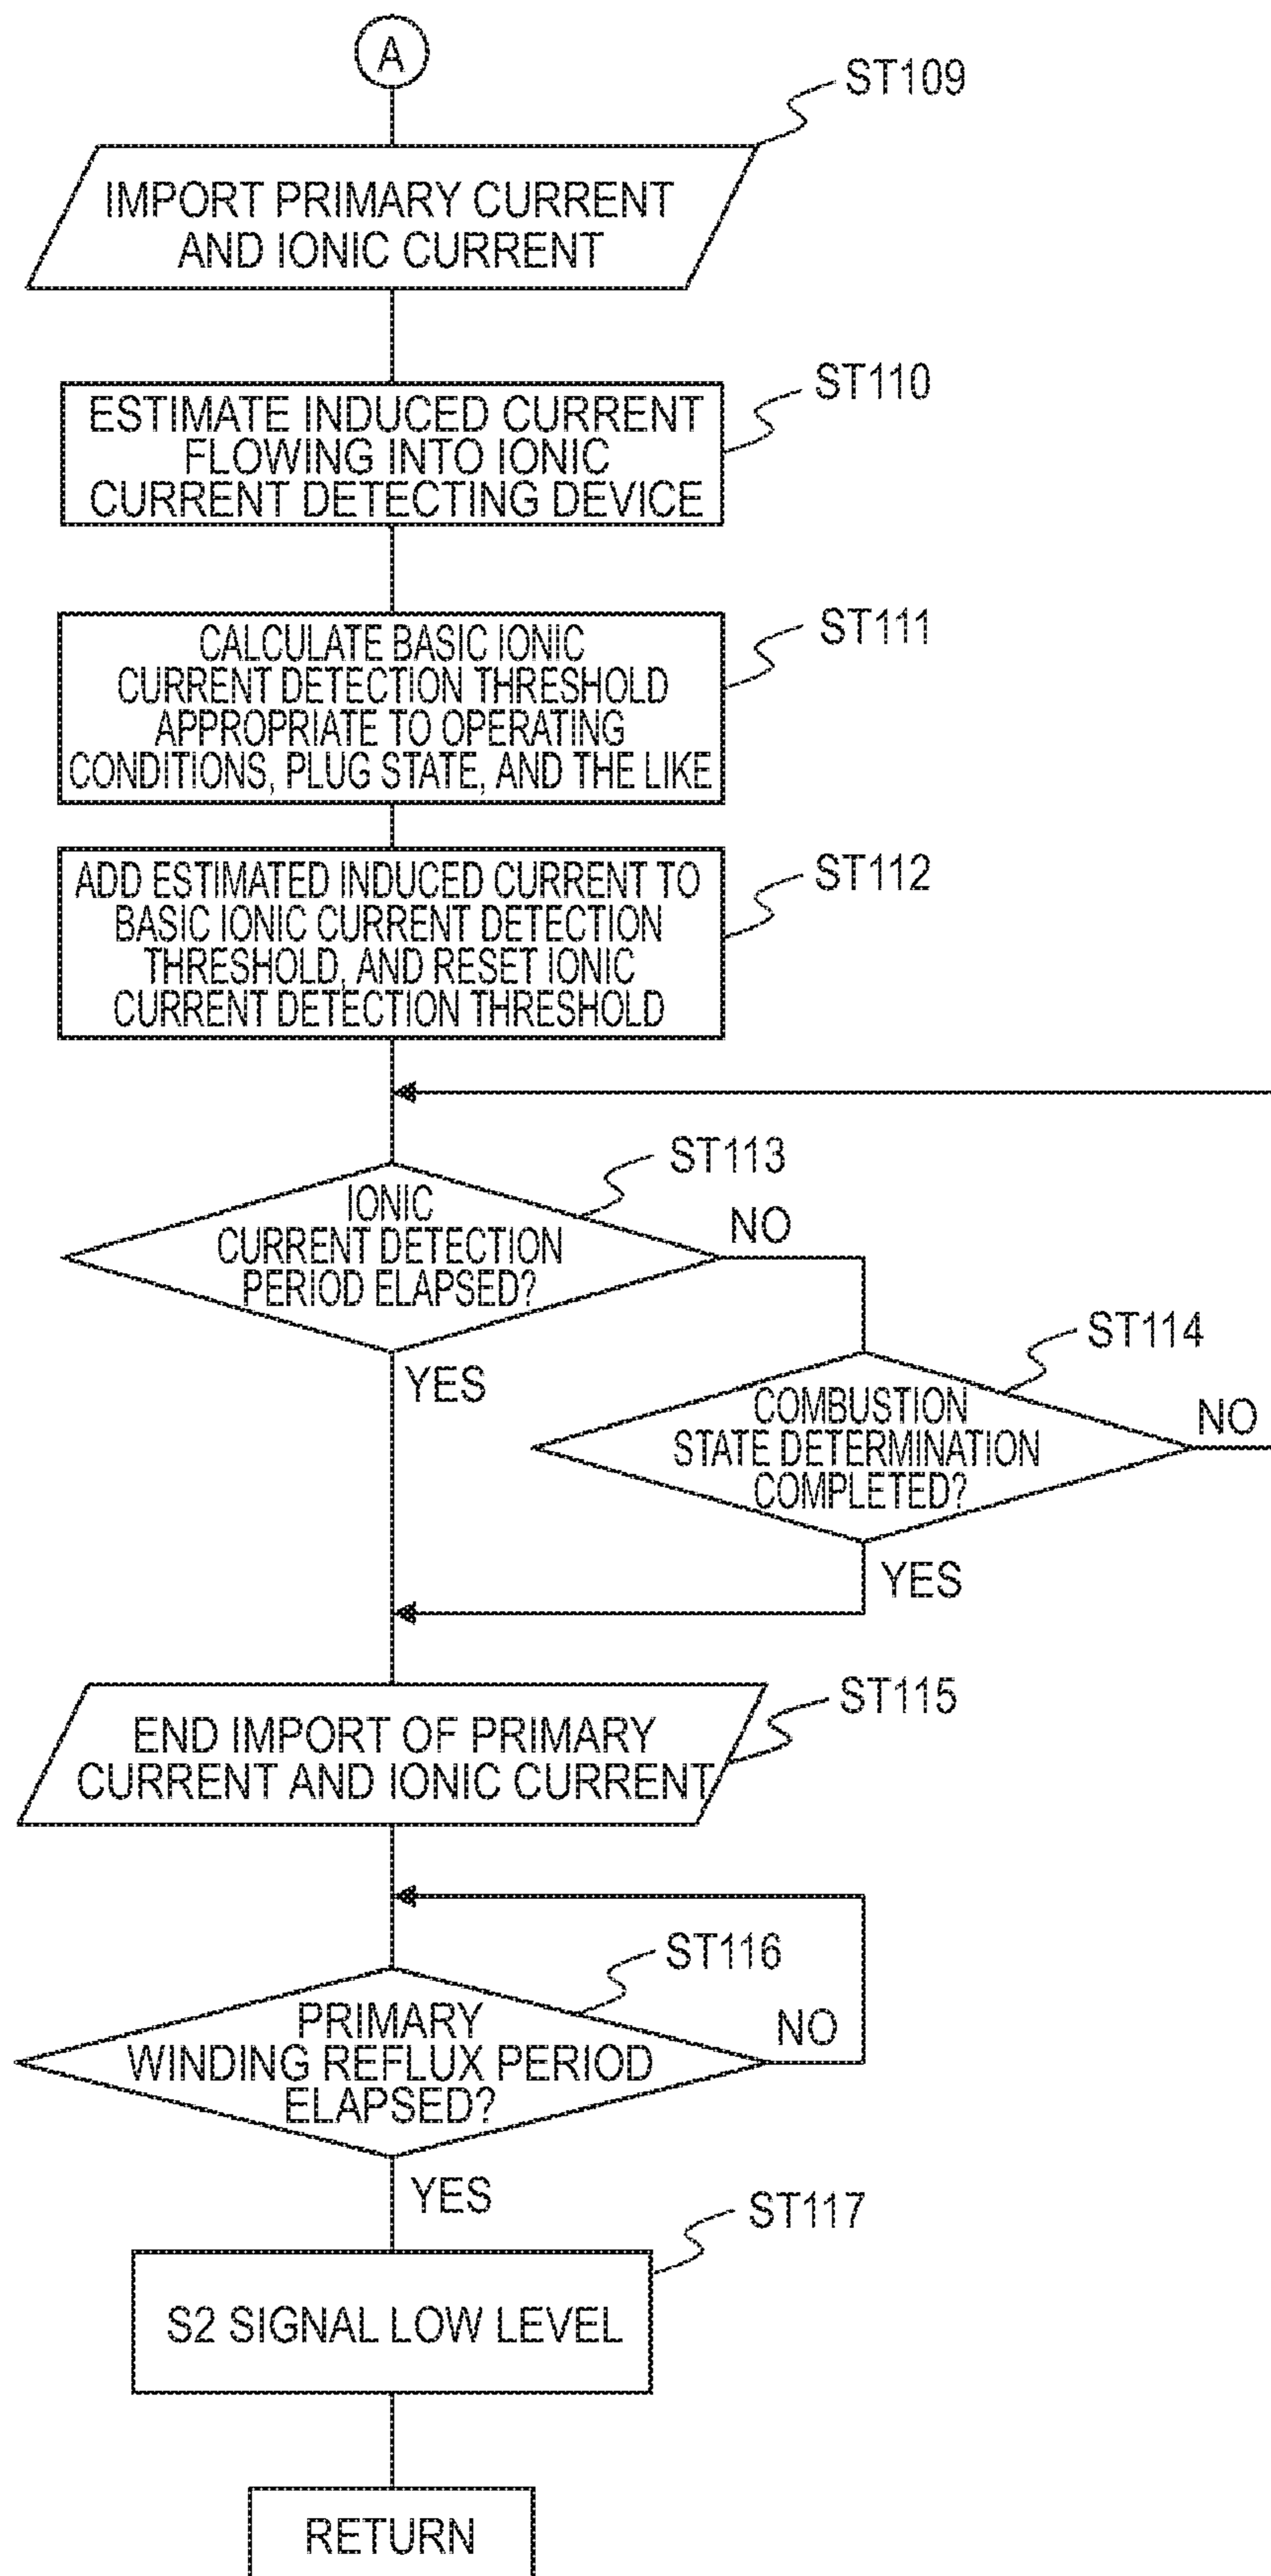 A
ST109
IMPORT PRIMARY CURRENT
AND IONIC CURRENT
ST110
ESTIMATE INDUCED CURRENT
FLOWING INTO IONIC
CURRENT DETECTING DEVICE
ST111
CALCULATE BASIC IONIC
CURRENT DETECTION THRESHOLD
APPROPRIATE TO OPERATING
CONDITIONS, PLUG STATE, AND THE LIKE
ST112
ADD ESTIMATED INDUCED CURRENT TO
BASIC IONIC CURRENT DETECTION
THRESHOLD, AND RESET IONIC
CURRENT DETECTION THRESHOLD
ST113
IONIC
CURRENT DETECTION
PERIOD ELAPSED?
NO
YES
ST114
COMBUSTION
STATE DETERMINATION
COMPLETED?
NO
YES
ST115
END IMPORT OF PRIMARY
CURRENT AND IONIC CURRENT
ST116
PRIMARY
WINDING REFLUX PERIOD
ELAPSED?
NO
YES
ST117
S2 SIGNAL LOW LEVEL
RETURN